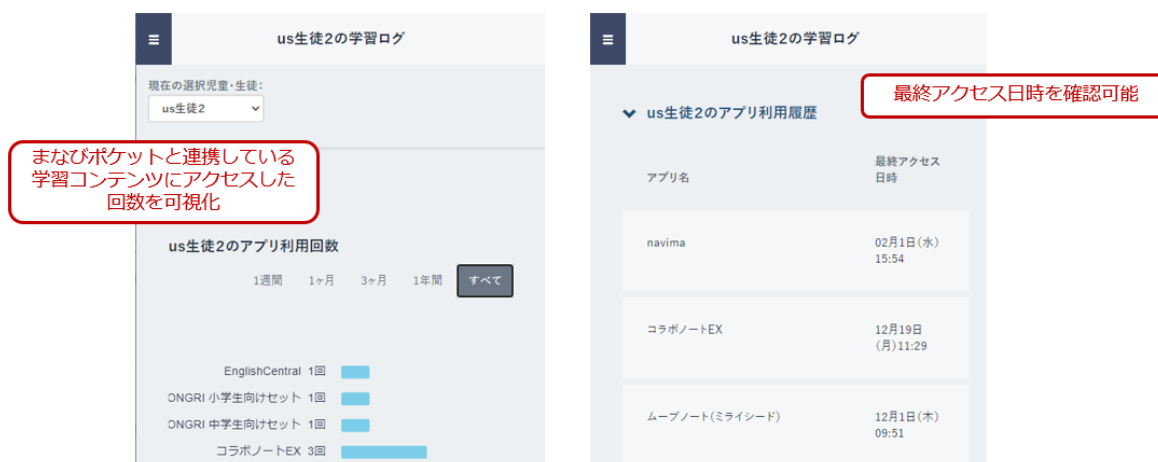 us生徒2の学習ログ
現在の選択児童・生徒:
us生徒2
まなびポケットと連携している
学習コンテンツにアクセスした
回数を可視化
us生徒2のアプリ利用回数
1週間 1ヶ月 3ヶ月 1年間 すべて
EnglishCentral 1回
ONGRI 小学生向けセット 1回
ONGRI 中学生向けセット 1回
コラボノートEX 3回
us生徒2の学習ログ
最終アクセス日時を確認可能
us生徒2のアプリ利用履歴
アプリ名
最終アクセス
日時
navima
02月1日(水)
15:54
コラボノートEX
12月19日
(月)11:29
ムーブノート(ミライシード)
12月1日(木)
09:51